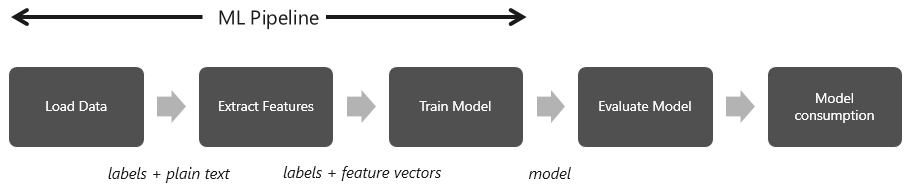 ML Pipeline
Load Data
Extract Features
Train Model
Evaluate Model
Model
consumption
labels + plain text
labels + feature vectors
model